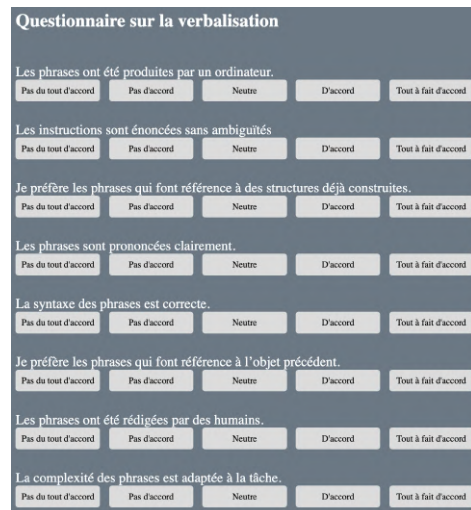 Questionnaire sur la verbalisation
Les phrases ont été produites par un ordinateur.
Pas du tout d'accord Pas d'accord Neutre D'accord Tout à fait d'accord
Les instructions sont énoncées sans ambiguïtés
Pas du tout d'accord Pas d'accord Neutre D'accord Tout à fait d'accord
Je préfère les phrases qui font référence à des structures déjà construites.
Pas du tout d'accord Pas d'accord Neutre D'accord Tout à fait d'accord
Les phrases sont prononcées clairement.
Pas du tout d'accord Pas d'accord Neutre D'accord Tout à fait d'accord
La syntaxe des phrases est correcte.
Pas du tout d'accord Pas d'accord Neutre D'accord Tout à fait d'accord
Je préfère les phrases qui font référence à l'objet précédent.
Pas du tout d'accord Pas d'accord Neutre D'accord Tout à fait d'accord
Les phrases ont été rédigées par des humains.
Pas du tout d'accord Pas d'accord Neutre D'accord Tout à fait d'accord
La complexité des phrases est adaptée à la tâche.
Pas du tout d'accord Pas d'accord Neutre D'accord Tout à fait d'accord